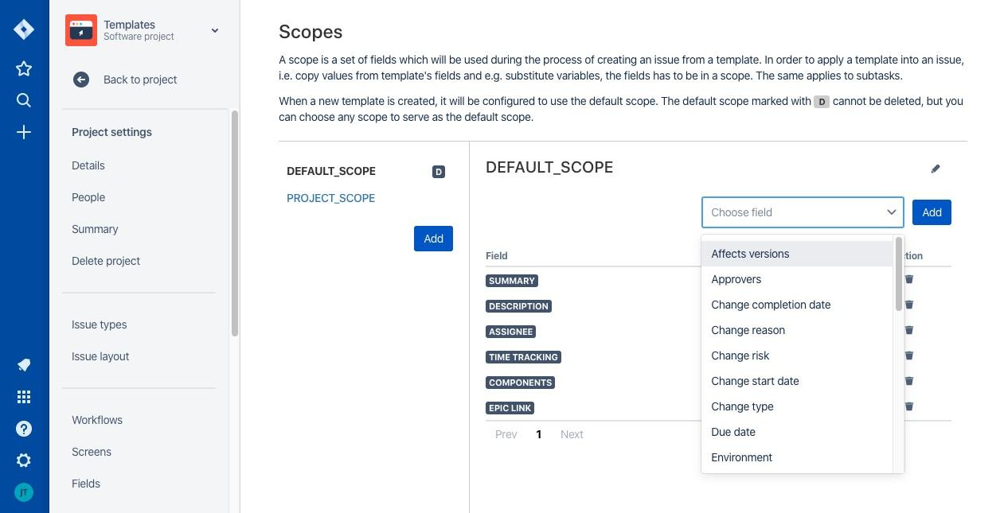 Templates
Software project
Back to project
Project settings
Details
People
Summary
Delete project
Issue types
Issue layout
Workflows
Screens
Fields
JT
Scopes
A scope is a set of fields which will be used during the process of creating an issue from a template. In order to apply a template into an issue,
i.e. copy values from template's fields and e.g. substitute variables, the fields has to be in a scope. The same applies to subtasks.
When a new template is created, it will be configured to use the default scope. The default scope marked with D cannot be deleted, but you
can choose any scope to serve as the default scope.
DEFAULT_SCOPE D
PROJECT_SCOPE
Add
DEFAULT_SCOPE
Choose field Add
Field
SUMMARY
DESCRIPTION
ASSIGNEE
TIME TRACKING
COMPONENTS
EPIC LINK
Prev 1 Next
Affects versions
Approvers
Change completion date
Change reason
Change risk
Change start date
Change type
Due date
Environment